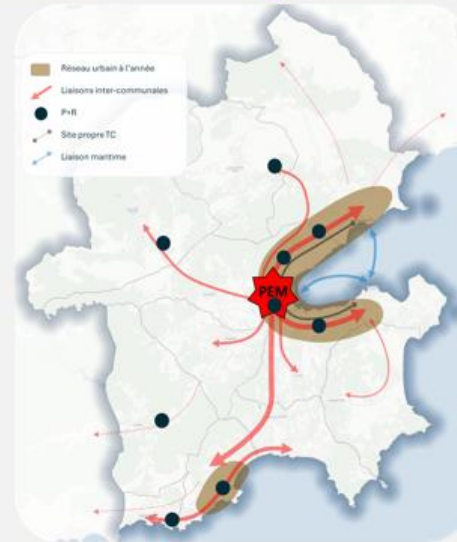 Réseau urbain à l'année
Liaisons inter-communales
P+R
Site propre TC
Liaison maritime
PEM